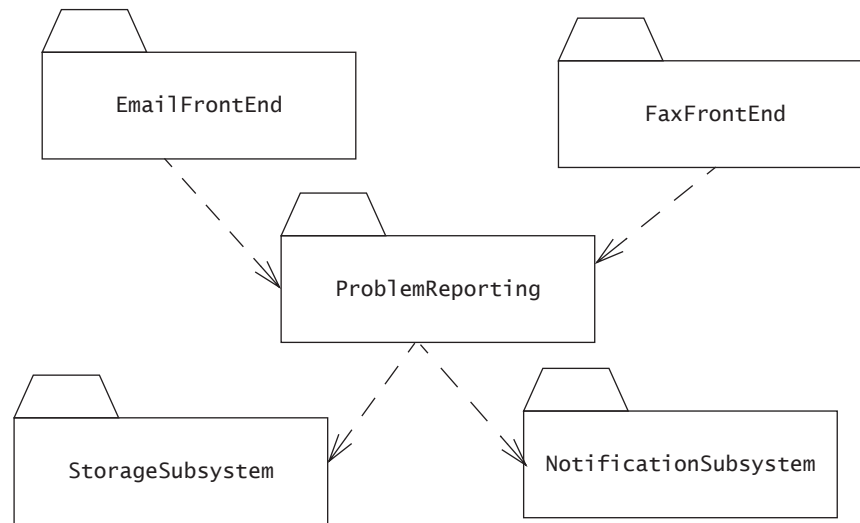 EmailFrontEnd
FaxFrontEnd
ProblemReporting
StorageSubsystem
NotificationSubsystem